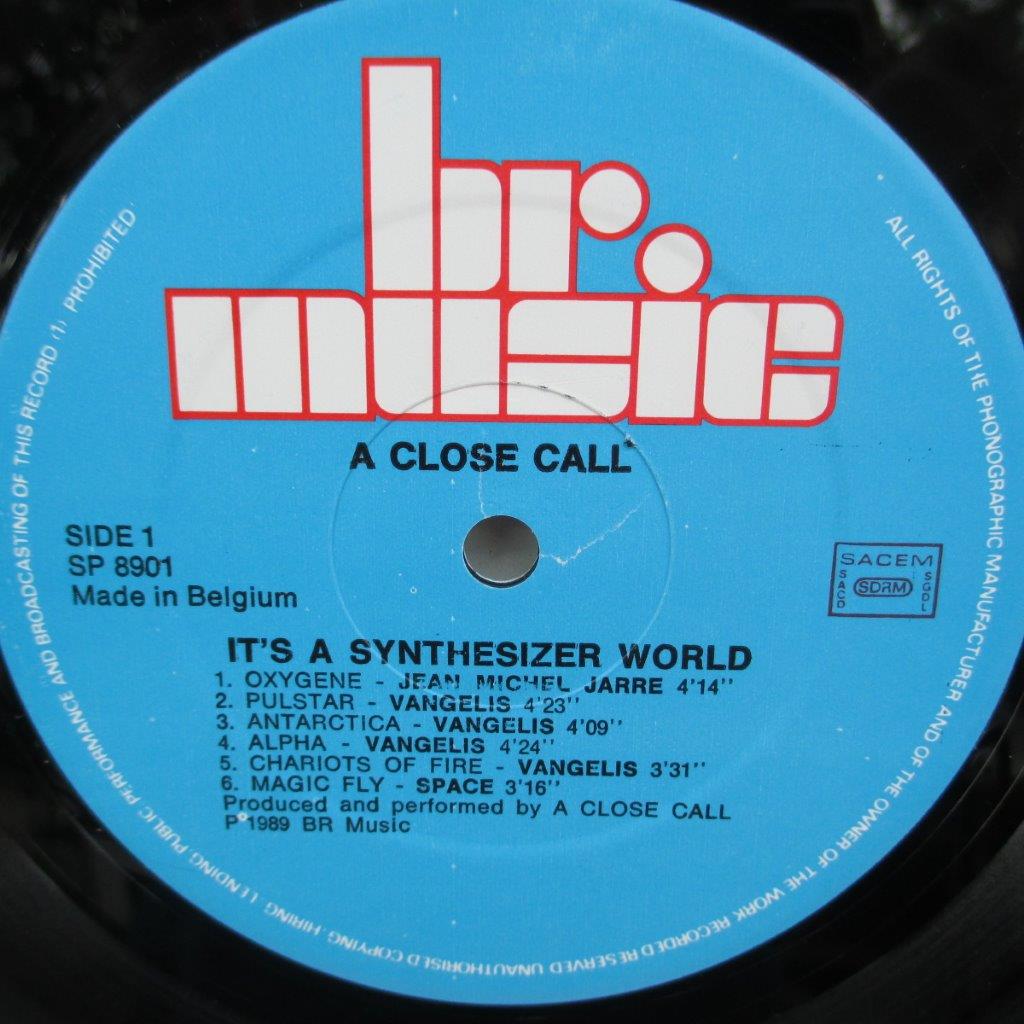 br.
music
A CLOSE CALL
SIDE 1
SP 8901
Made in Belgium
SACEM
SACD
SDRM
SGDL
IT'S A SYNTHESIZER WORLD
1. OXYGENE - JEAN MICHEL JARRE 4'14''
2. PULSTAR - VANGELIS 4'23''
3. ANTARCTICA - VANGELIS 4'09''
4. ALPHA - VANGELIS 4'24''
5. CHARIOTS OF FIRE - VANGELIS 3'31''
6. MAGIC FLY - SPACE 3'16''
Produced and performed by A CLOSE CALL
P 1989 BR Music
ALL RIGHTS OF THE PHONOGRAPHIC MANUFACTURER AND OF THE OWNER OF THE WORK RECORDED RESERVED UNAUTHORISED COPYING, HIRING, LENDING PUBLIC PERFORMANCE AND BROADCASTING OF THIS RECORD (1) PROHIBITED